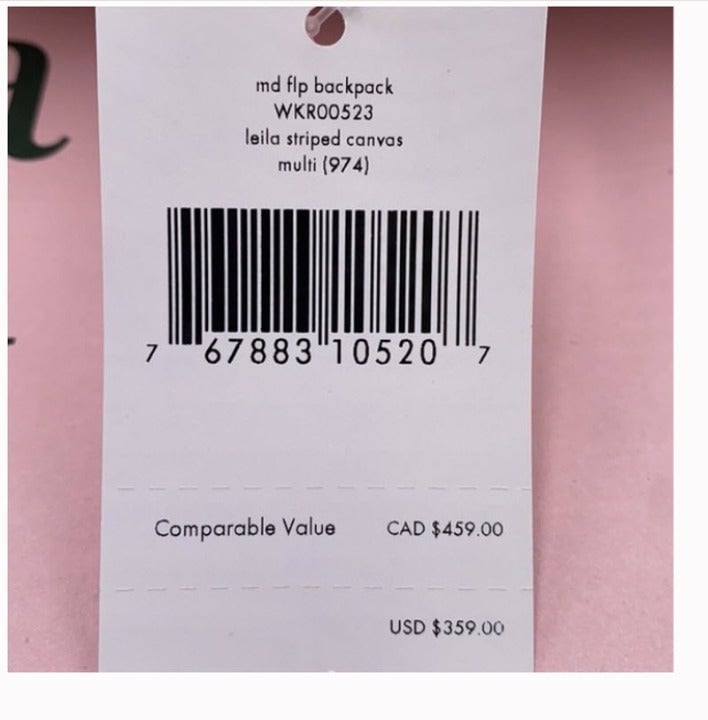 md flp backpack
WKR00523
leila striped canvas
multi (974)
7 67883 10520 7
Comparable Value CAD $459.00
USD $359.00